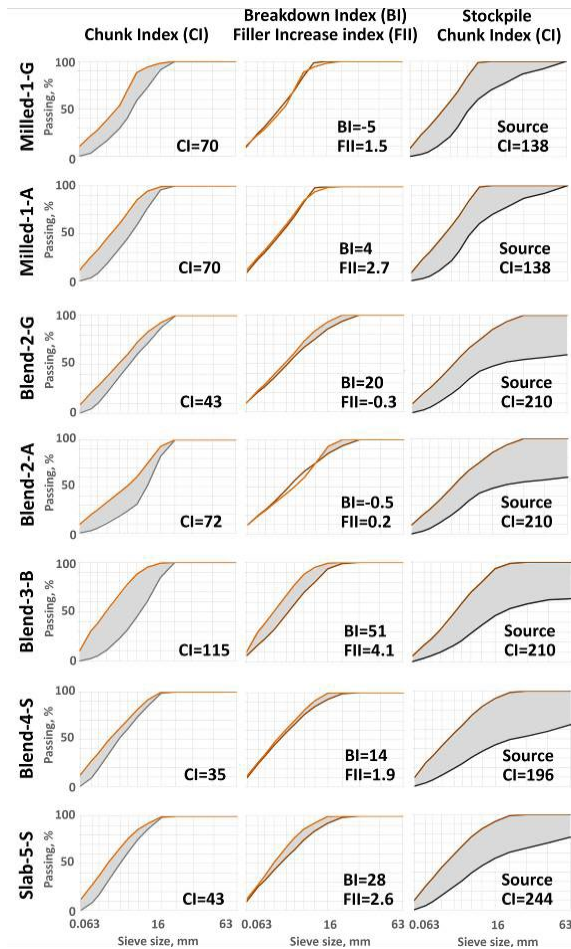 Chunk Index (CI)
Breakdown Index (BI)
Filler Increase index (FII)
Stockpile
Chunk Index (CI)
Milled-1-G
Passing, %
100
50
0
CI=70
BI=-5
FII=1.5
Source
CI=138
Milled-1-A
Passing, %
100
50
0
CI=70
BI=4
FII=2.7
Source
CI=138
Blend-2-G
Passing, %
100
50
0
CI=43
BI=20
FII=-0.3
Source
CI=210
Blend-2-A
Passing, %
100
50
0
CI=72
BI=-0.5
FII=0.2
Source
CI=210
Blend-3-B
Passing, %
100
50
0
CI=115
BI=51
FII=4.1
Source
CI=210
Blend-4-S
Passing, %
100
50
0
CI=35
BI=14
FII=1.9
Source
CI=196
Slab-5-S
Passing, %
100
50
0
CI=43
BI=28
FII=2.6
Source
CI=244
0.063 16 63
0.063 16 63
0.063 16 63
Sieve size, mm
Sieve size, mm
Sieve size, mm